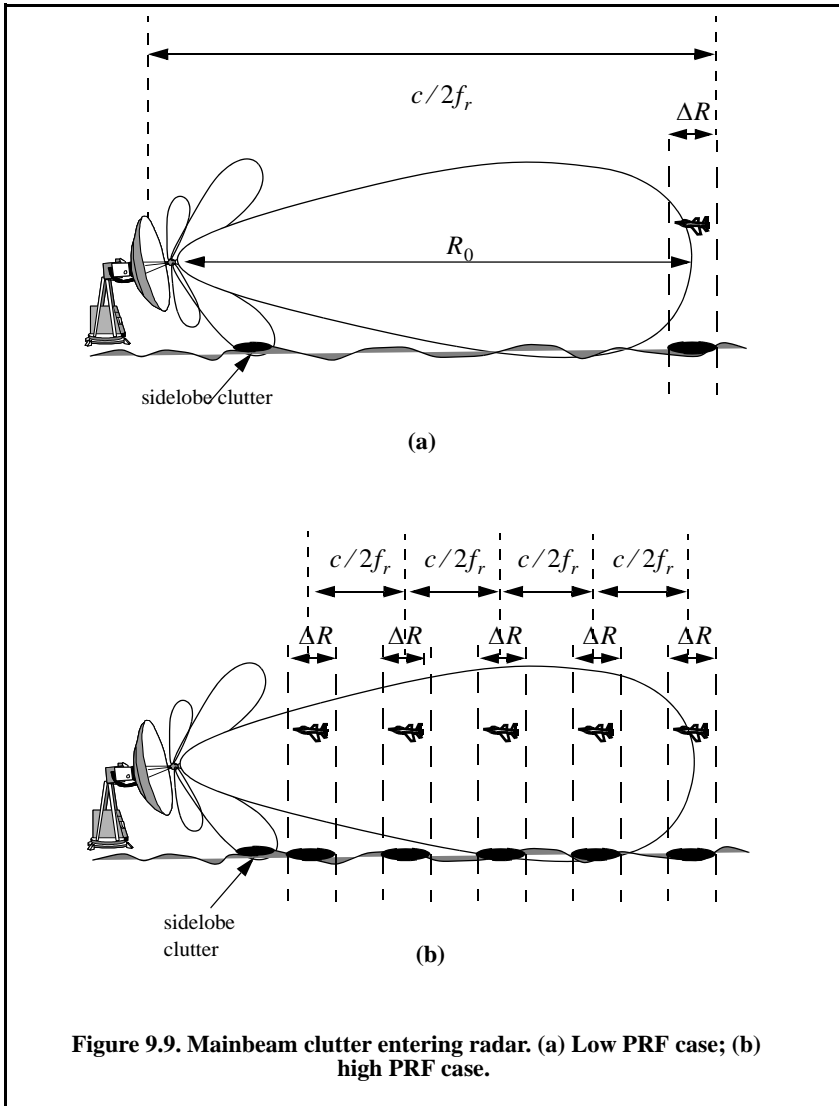 c/2f_r
ΔR
R_0
sidelobe clutter
(a)
c/2f_r c/2f_r c/2f_r c/2f_r
ΔR ΔR ΔR ΔR ΔR
sidelobe
clutter
(b)
Figure 9.9. Mainbeam clutter entering radar. (a) Low PRF case; (b)
high PRF case.